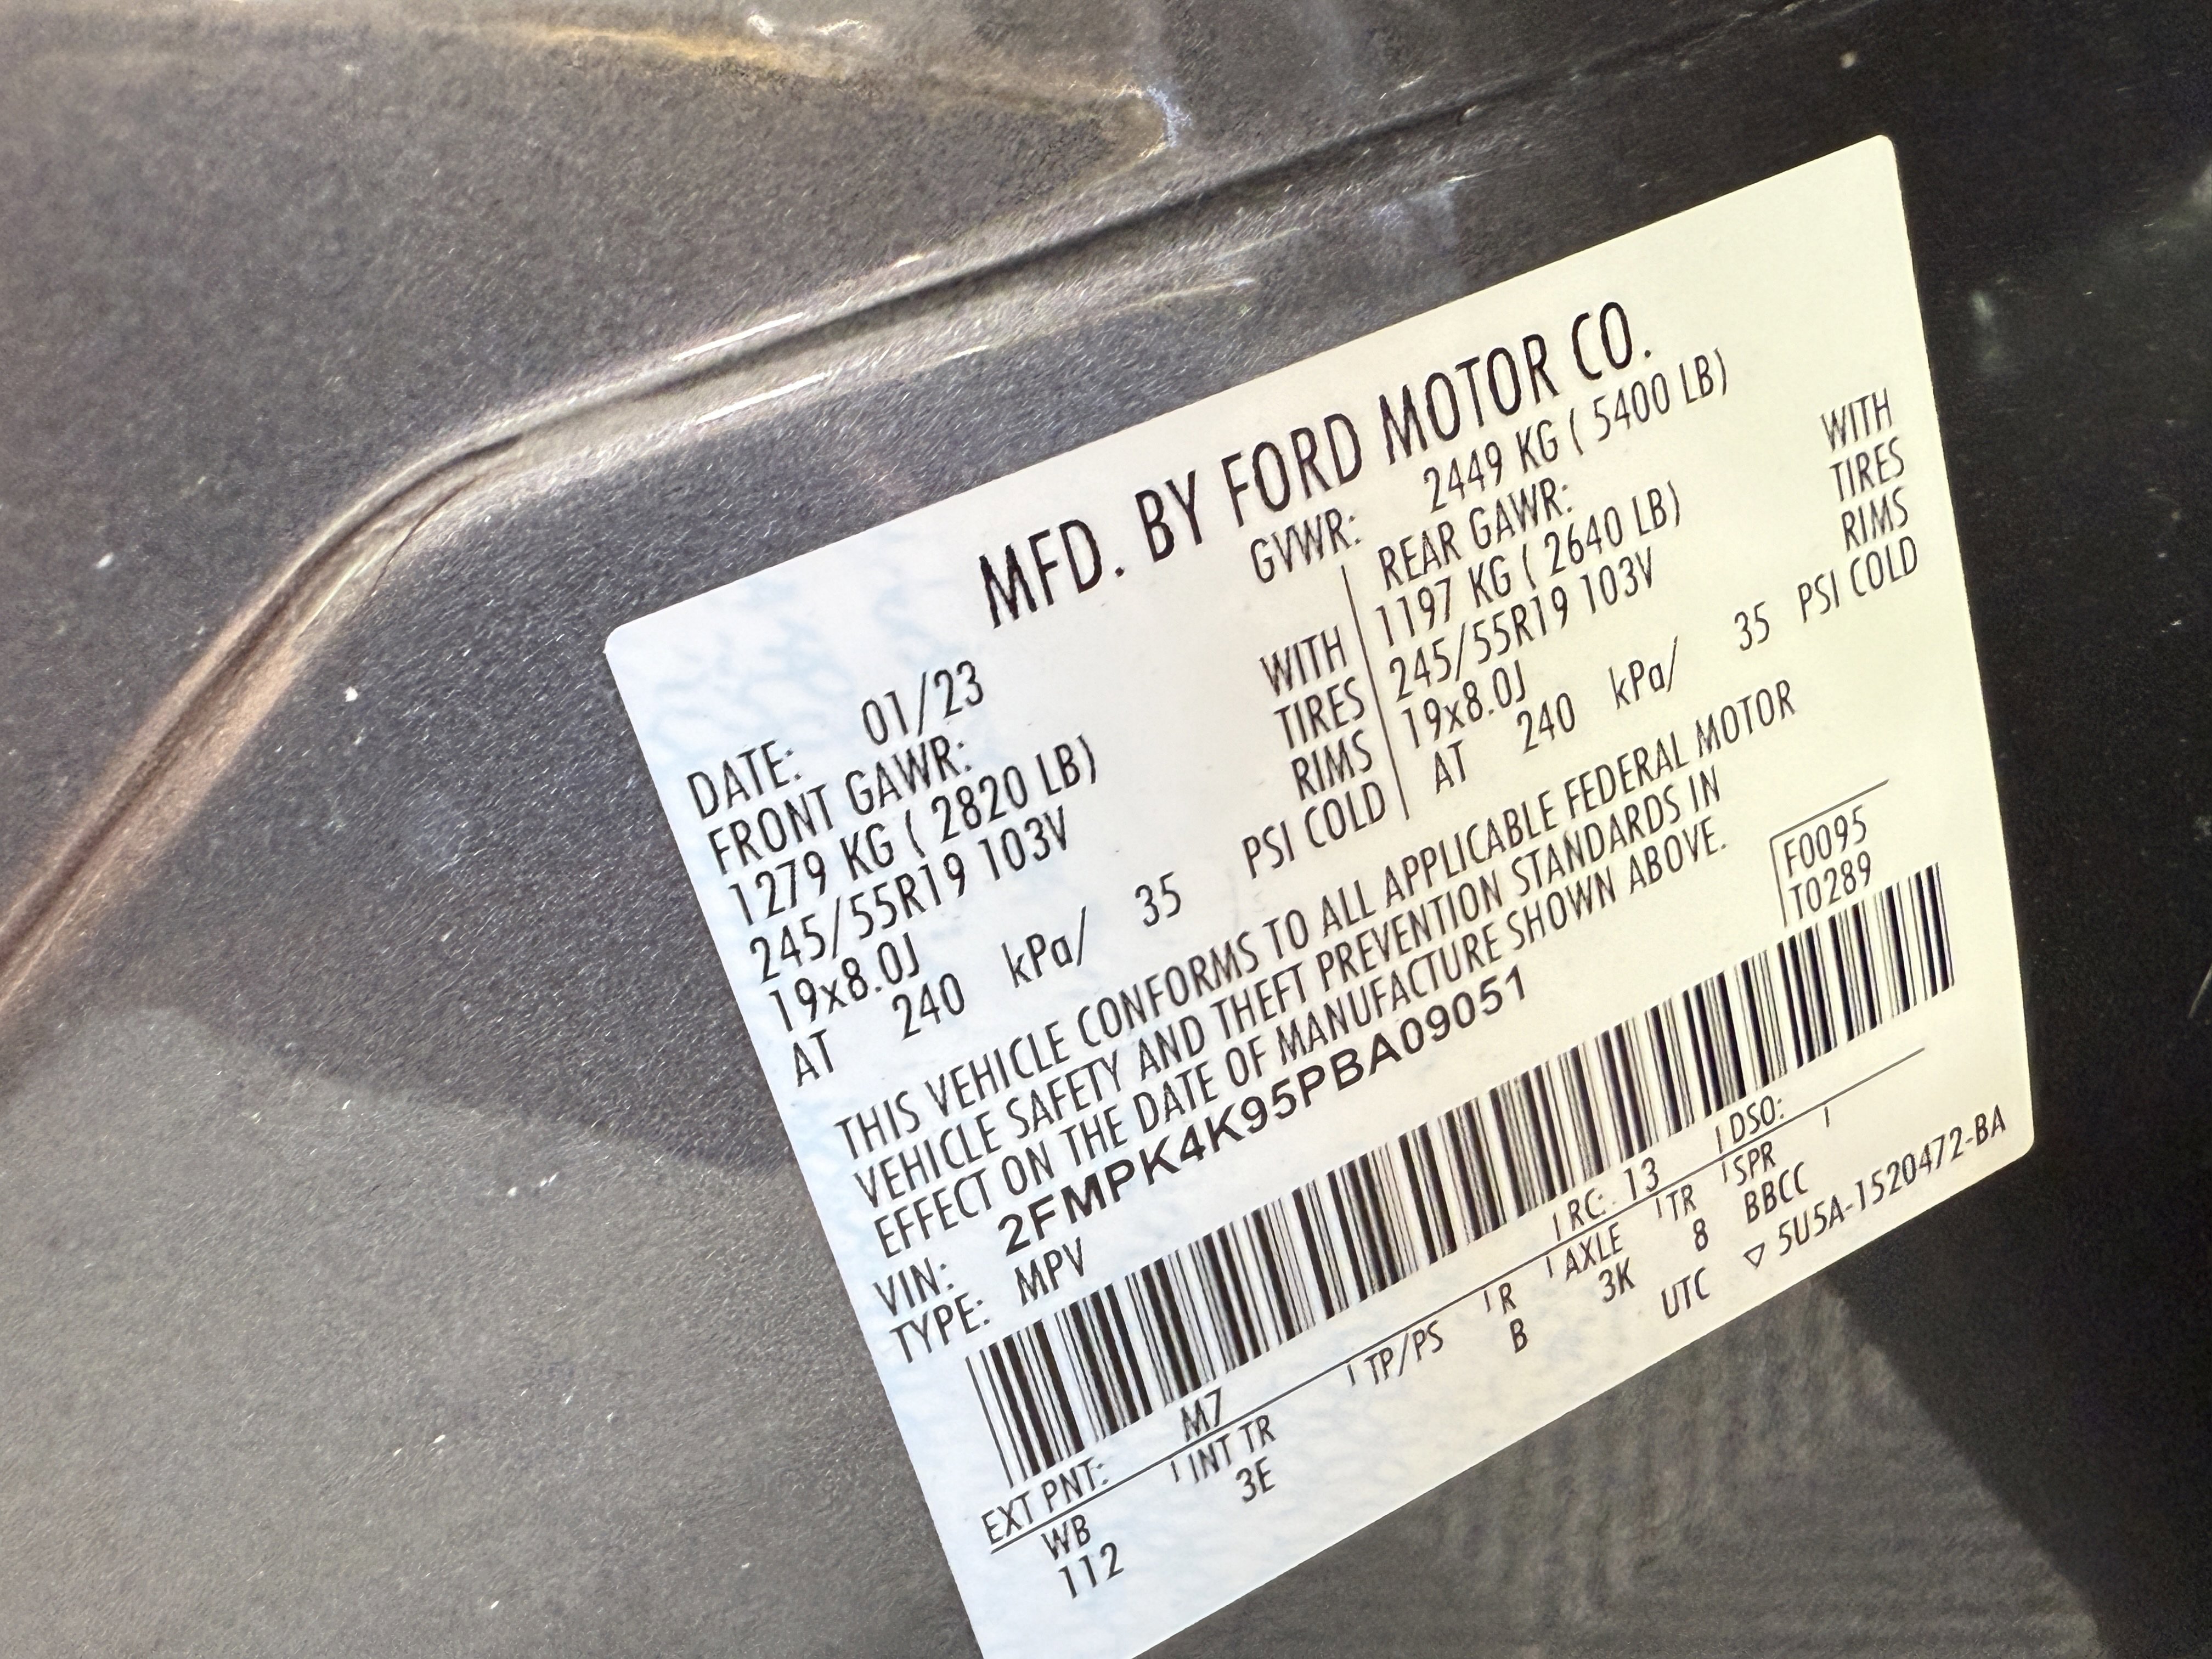 MFD. BY FORD MOTOR CO.
DATE: 01/23 GVWR: 2449 KG ( 5400 LB)
FRONT GAWR: REAR GAWR:
1279 KG ( 2820 LB) WITH 1197 KG ( 2640 LB) WITH
245/55R19 103V TIRES 245/55R19 103V TIRES
19x8.0J RIMS 19x8.0J RIMS
AT 240 kPa/ 35 PSI COLD AT 240 kPa/ 35 PSI COLD
THIS VEHICLE CONFORMS TO ALL APPLICABLE FEDERAL MOTOR
VEHICLE SAFETY AND THEFT PREVENTION STANDARDS IN
EFFECT ON THE DATE OF MANUFACTURE SHOWN ABOVE.
VIN: 2FMPK4K95PBA09051 F0095
TYPE: MPV T0289
EXT PNT: M7 RC: 13 DSO:
WB INT TR TP/PS R AXLE TR SPR
112 3E B 3K 8 BBCC
UTC ▽ 5U5A-1520472-BA